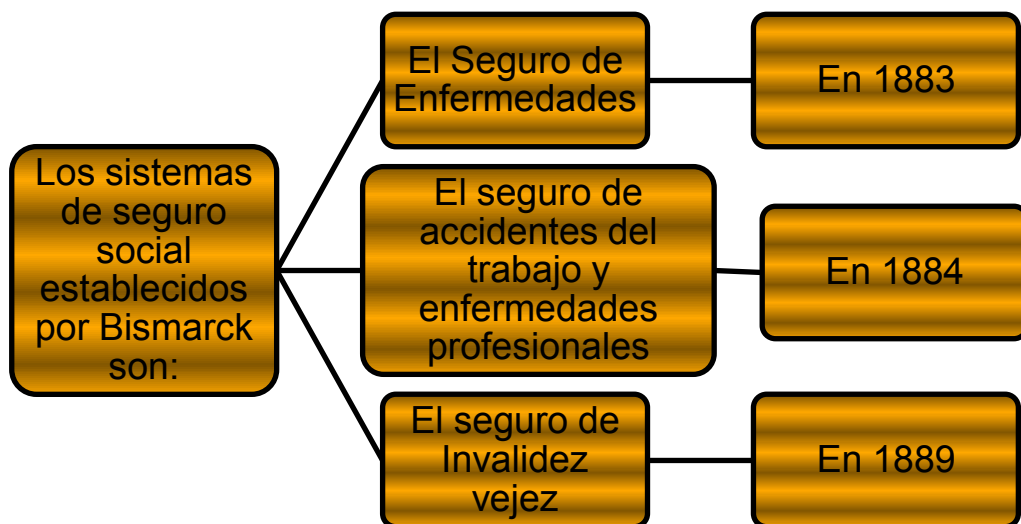 Los sistemas
de seguro
social
establecidos
por Bismarck
son:
El Seguro de
Enfermedades
En 1883
El seguro de
accidentes del
trabajo y
enfermedades
profesionales
En 1884
El seguro de
Invalidez
vejez
En 1889